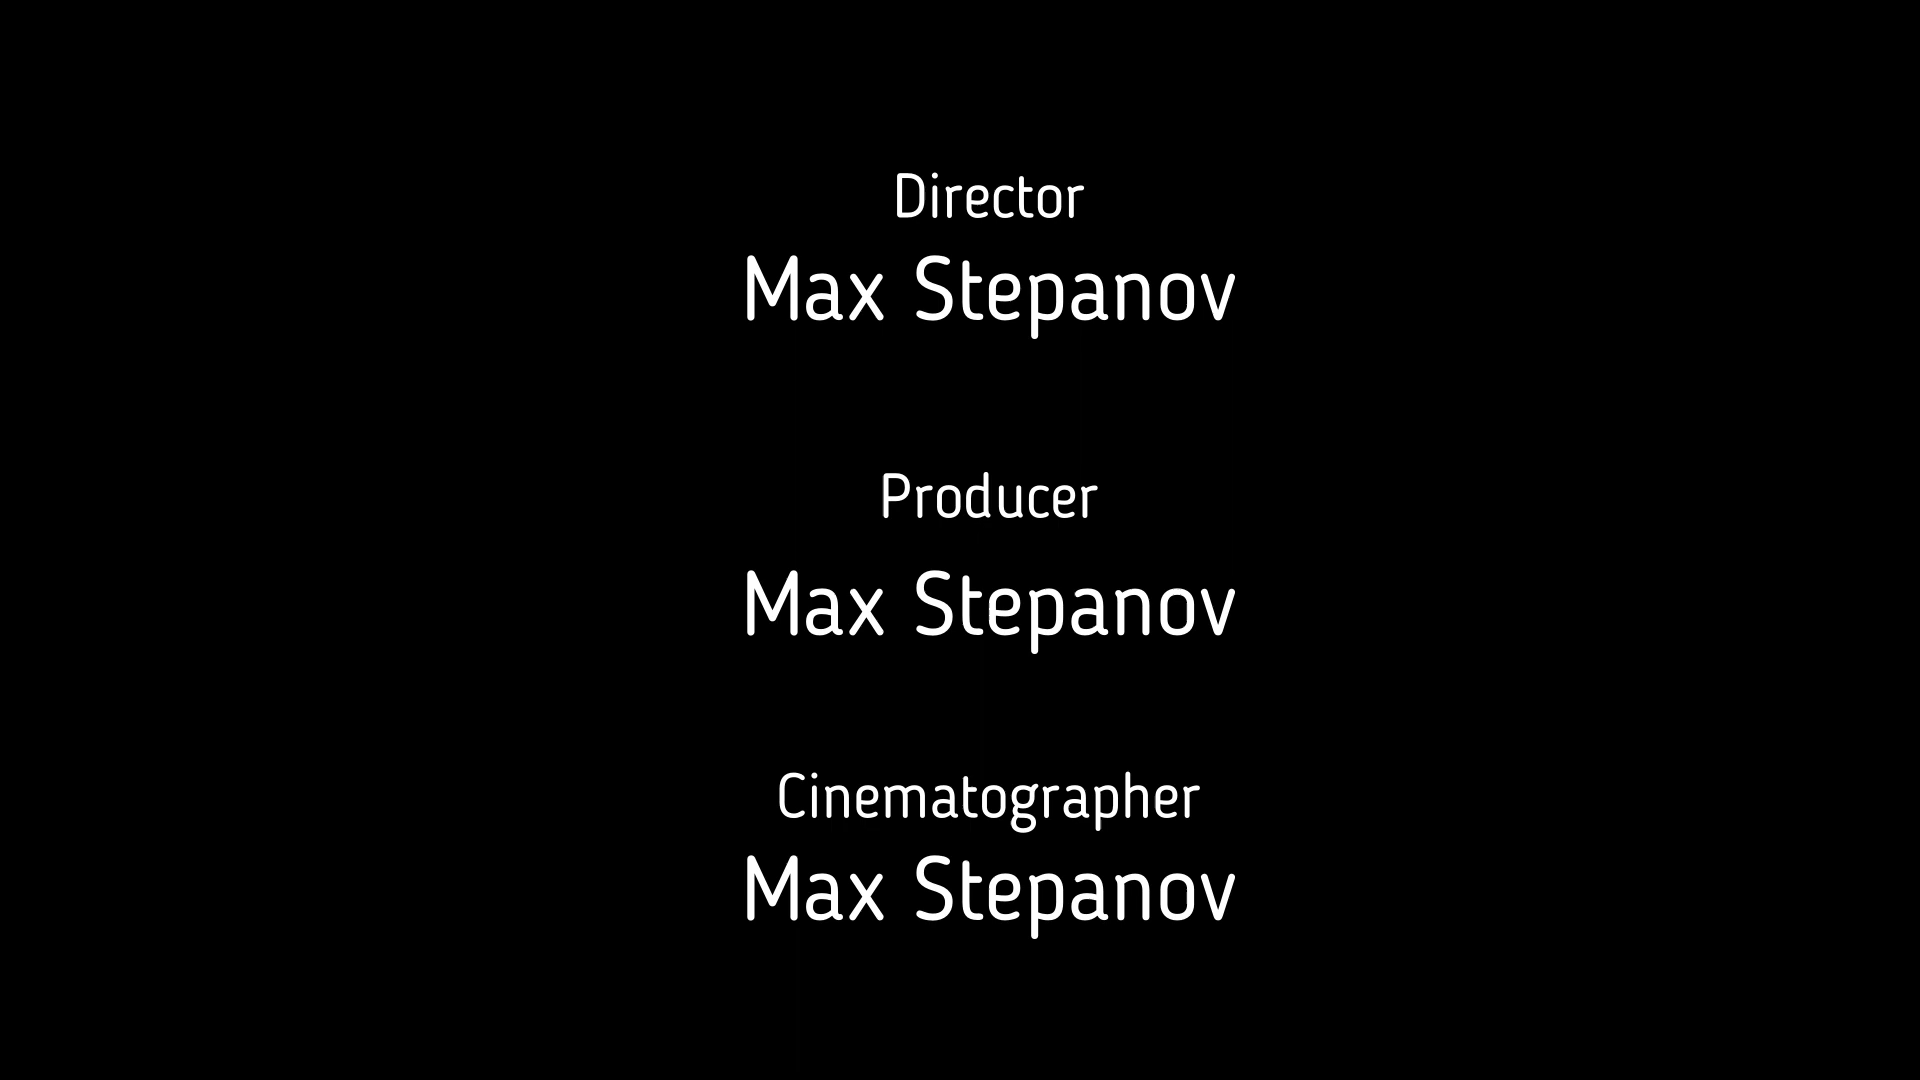 Director
Max Stepanov
Producer
Max Stepanov
Cinematographer
Max Stepanov